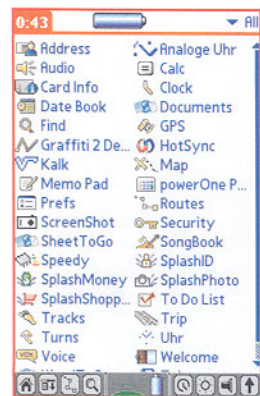 0:43 All
Address Analoge Uhr
Audio Calc
Card Info Clock
Date Book Documents
Find GPS
Graffiti 2 De... HotSync
Kalk Map
Memo Pad powerOne P...
Prefs Routes
ScreenShot Security
SheetToGo SongBook
Speedy SplashID
SplashMoney SplashPhoto
SplashShopp... To Do List
Tracks Trip
Turns Uhr
VOX Voice Welcome